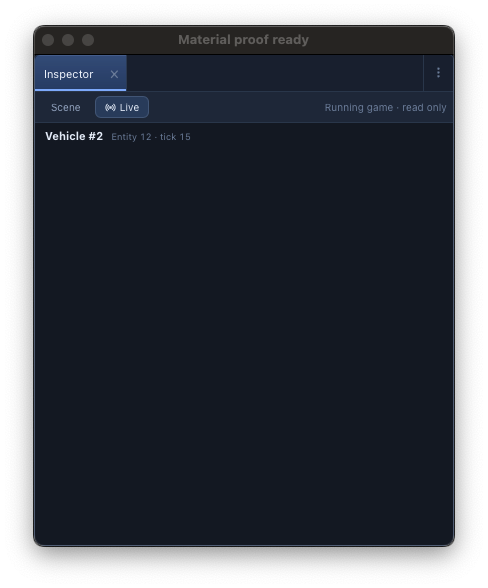 Material proof ready
Inspector
Scene Live Running game · read only
Vehicle #2 Entity 12 · tick 15